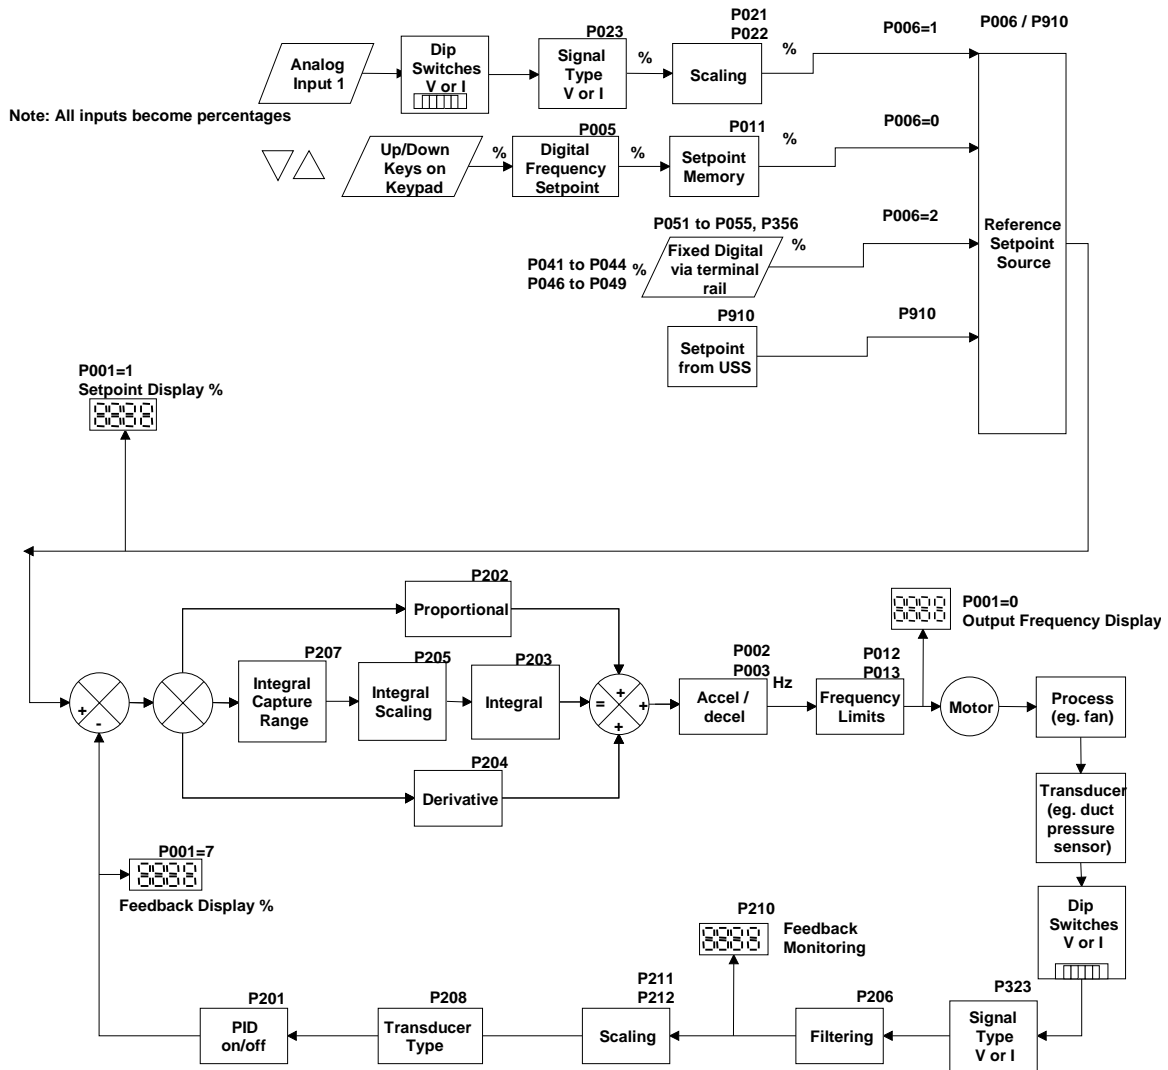 P021
P022
P006=1
P006 / P910
P023
Analog
Input 1
Dip
Switches
V or I
Signal
Type
V or I
%
Scaling
%
Note: All inputs become percentages
P005
P011
P006=0
Up/Down
Keys on
Keypad
%
Digital
Frequency
Setpoint
%
Setpoint
Memory
%
P051 to P055, P356
P006=2
P041 to P044
P046 to P049
%
Fixed Digital
via terminal
rail
%
Reference
Setpoint
Source
P910
P910
Setpoint
from USS
P001=1
Setpoint Display %
8888
P202
Proportional
8888
P001=0
Output Frequency Display
P207
P205
P203
P002
P003
Hz
P012
P013
+
-
Integral
Capture
Range
Integral
Scaling
Integral
=
+
+
+
Accel /
decel
Frequency
Limits
Motor
Process
(eg. fan)
P204
Derivative
Transducer
(eg. duct
pressure
sensor)
P001=7
8888
Feedback Display %
Dip
Switches
V or I
P210
8888
Feedback
Monitoring
P201
P208
P211
P212
P206
P323
PID
on/off
Transducer
Type
Scaling
Filtering
Signal
Type
V or I